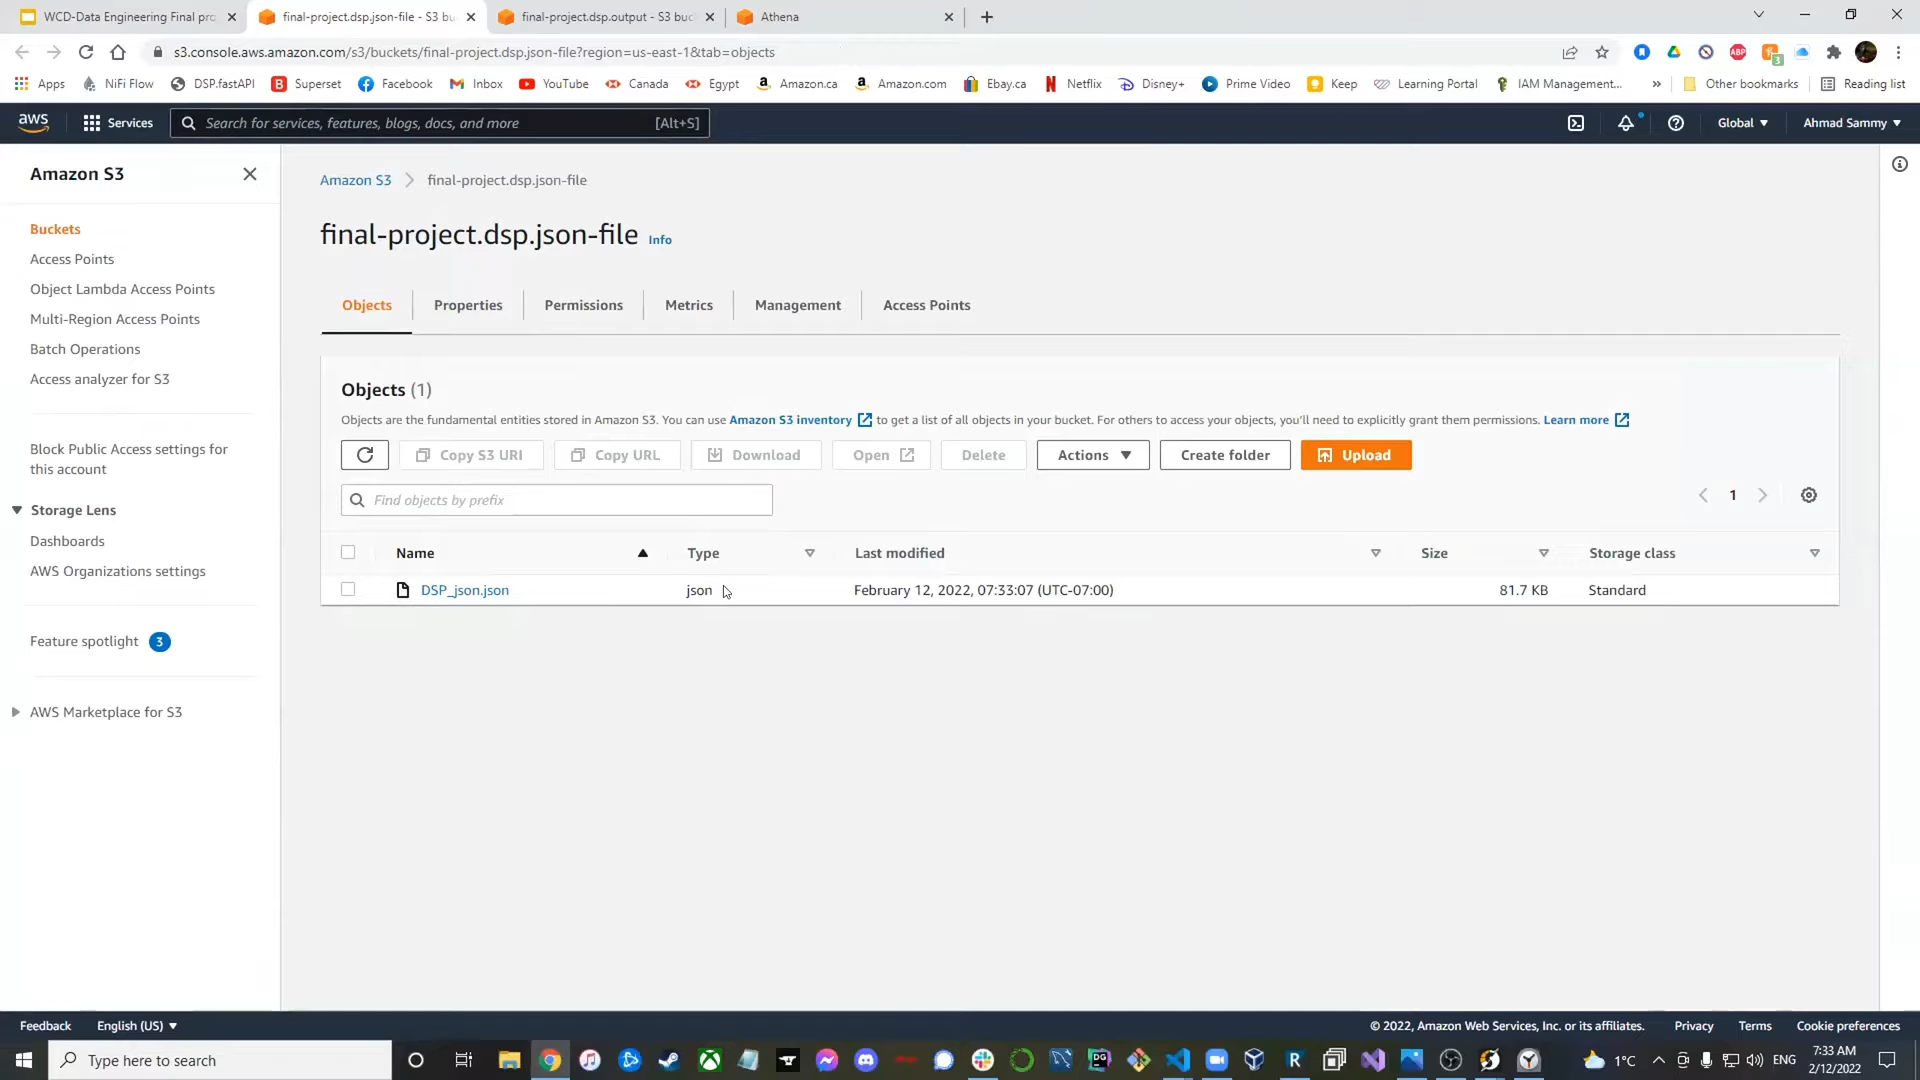 WCD-Data Engineering Final pro
final-project.dsp.json-file - S3 bu
final-project.dsp.output - S3 buc
Athena
s3.console.aws.amazon.com/s3/buckets/final-project.dsp.json-file?region=us-east-1&tab=objects
ABP
3
Apps
NiFi Flow
DSP.fastAPI
Superset
Facebook
Inbox
YouTube
Canada
Egypt
Amazon.ca
Amazon.com
Ebay.ca
Netflix
Disney+
Prime Video
Keep
Learning Portal
IAM Management...
»
Other bookmarks
Reading list
aws
Services
Search for services, features, blogs, docs, and more
[Alt+S]
Global
Ahmad Sammy
Amazon S3
Buckets
Access Points
Object Lambda Access Points
Multi-Region Access Points
Batch Operations
Access analyzer for S3
Block Public Access settings for
this account
Storage Lens
Dashboards
AWS Organizations settings
Feature spotlight 3
AWS Marketplace for S3
Amazon S3 > final-project.dsp.json-file
final-project.dsp.json-file Info
Objects
Properties
Permissions
Metrics
Management
Access Points
Objects (1)
Objects are the fundamental entities stored in Amazon S3. You can use Amazon S3 inventory to get a list of all objects in your bucket. For others to access your objects, you'll need to explicitly grant them permissions. Learn more
Copy S3 URI
Copy URL
Download
Open
Delete
Actions
Create folder
Upload
Find objects by prefix
1
Name
Type
Last modified
Size
Storage class
DSP_json.json
json
February 12, 2022, 07:33:07 (UTC-07:00)
81.7 KB
Standard
Feedback
English (US)
© 2022, Amazon Web Services, Inc. or its affiliates.
Privacy
Terms
Cookie preferences
Type here to search
DG
R
1°C
ENG
7:33 AM
2/12/2022